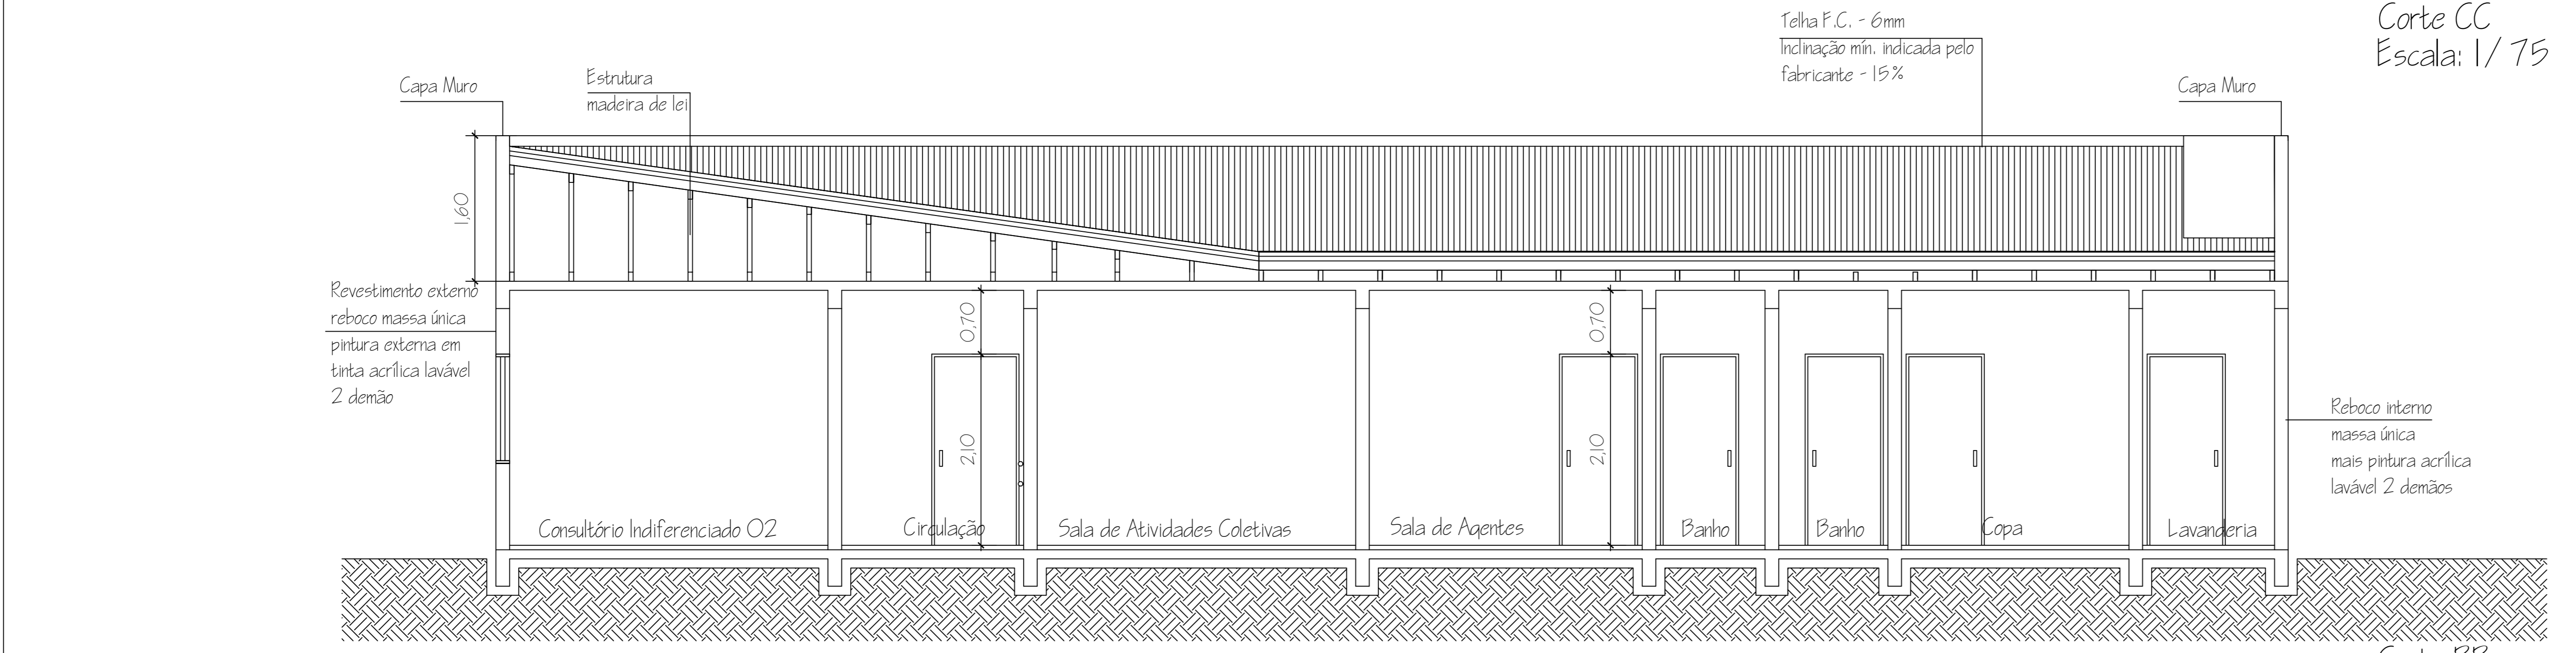 Corte CC
Escala: 1/ 75
Telha F.C. - 6mm
Inclinação mín. indicada pelo
fabricante - 15%
Capa Muro
Estrutura
madeira de lei
Capa Muro
1,60
Revestimento externo
reboco massa única
pintura externa em
tinta acrílica lavável
2 demão
0,70
0,70
2,10
2,10
Reboco interno
massa única
mais pintura acrílica
lavável 2 demãos
Consultório Indiferenciado 02
Circulação
Sala de Atividades Coletivas
Sala de Agentes
Banho
Banho
Copa
Lavanderia